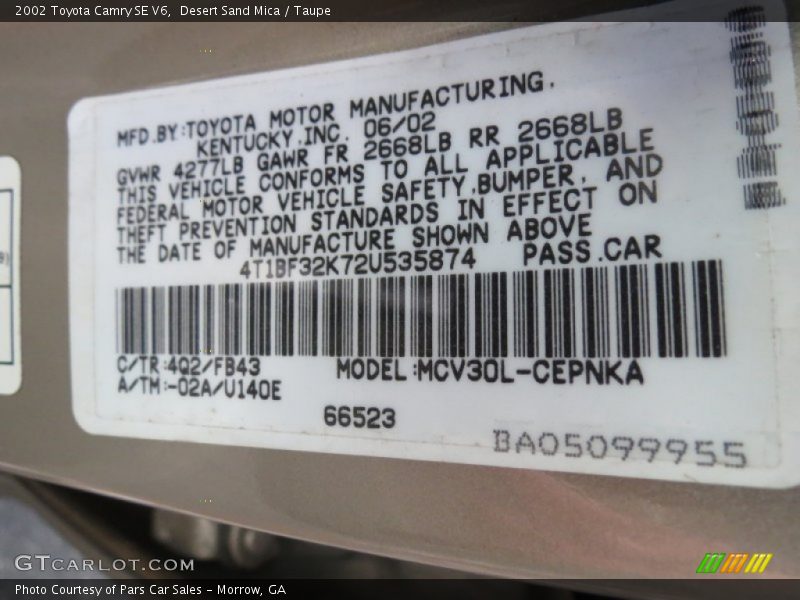 2002 Toyota Camry SE V6,  Desert Sand Mica / Taupe
MFD.BY:TOYOTA MOTOR MANUFACTURING.
KENTUCKY.INC. 06/02
GVWR 4277LB GAWR FR 2668LB RR 2668LB
THIS VEHICLE CONFORMS TO ALL APPLICABLE
FEDERAL MOTOR VEHICLE SAFETY,BUMPER, AND
THEFT PREVENTION STANDARDS IN EFFECT ON
THE DATE OF MANUFACTURE SHOWN ABOVE
4T1BF32K72U535874 PASS.CAR
C/TR:4Q2/FB43 MODEL:MCV30L-CEPNKA
A/TM:-02A/U140E
66523
BA05099955
GTCARLOT.COM
Photo Courtesy of Pars Car Sales - Morrow, GA